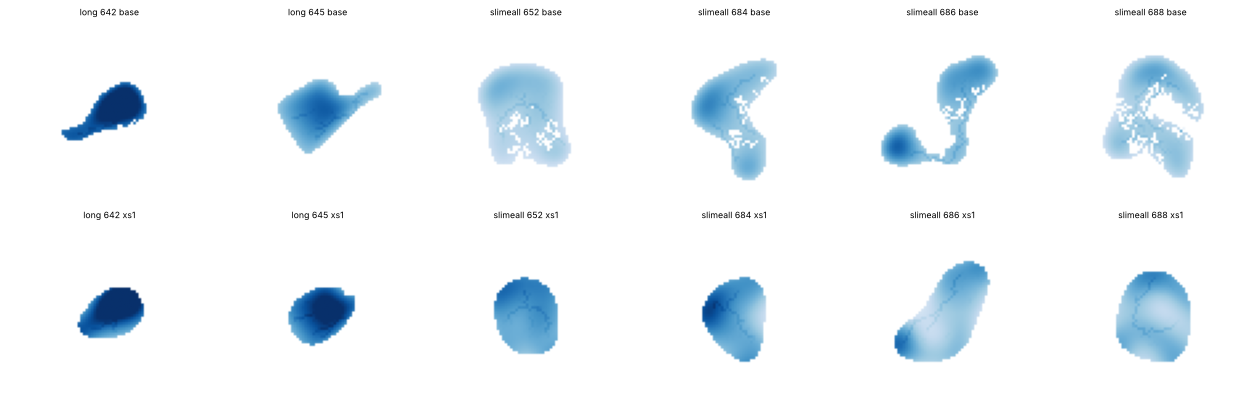 long 642 base
long 645 base
slimeall 652 base
slimeall 684 base
slimeall 686 base
slimeall 688 base
long 642 xs1
long 645 xs1
slimeall 652 xs1
slimeall 684 xs1
slimeall 686 xs1
slimeall 688 xs1